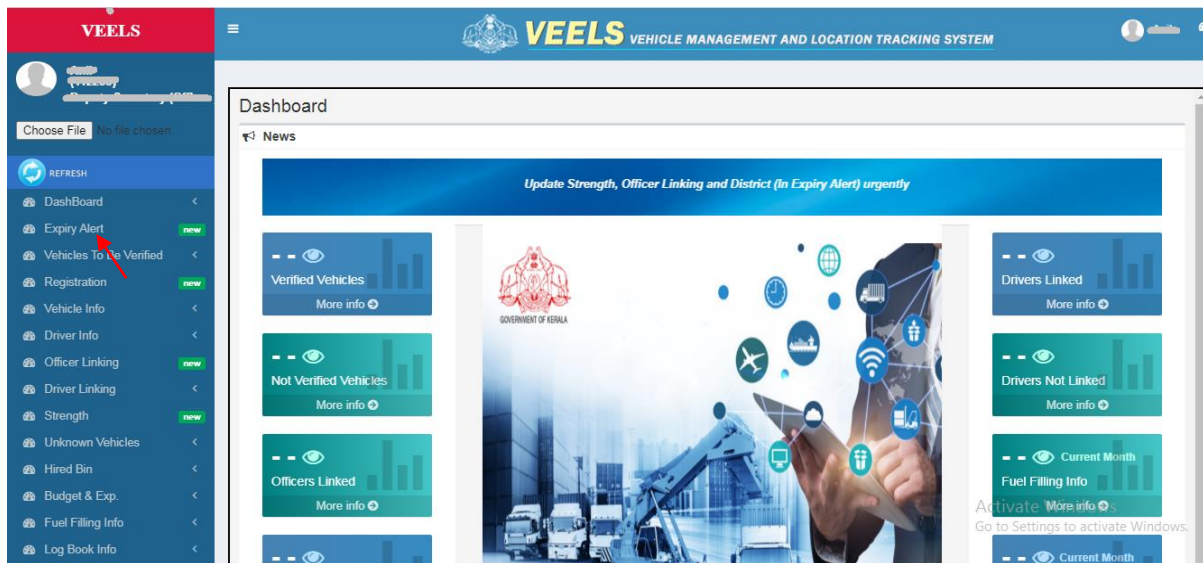 VEELS
VEELS VEHICLE MANAGEMENT AND LOCATION TRACKING SYSTEM
Choose File No file chosen
REFRESH
DashBoard
Expiry Alert new
Vehicles To Be Verified
Registration new
Vehicle Info
Driver Info
Officer Linking new
Driver Linking
Strength new
Unknown Vehicles
Hired Bin
Budget & Exp.
Fuel Filling Info
Log Book Info
Dashboard
News
Update Strength, Officer Linking and District (In Expiry Alert) urgently
- -
Verified Vehicles
More info
- -
Not Verified Vehicles
More info
- -
Officers Linked
More info
- -
GOVERNMENT OF KERALA
- -
Drivers Linked
More info
- -
Drivers Not Linked
More info
- - Current Month
Fuel Filling Info
More info
- - Current Month
Activate Windows
Go to Settings to activate Windows.